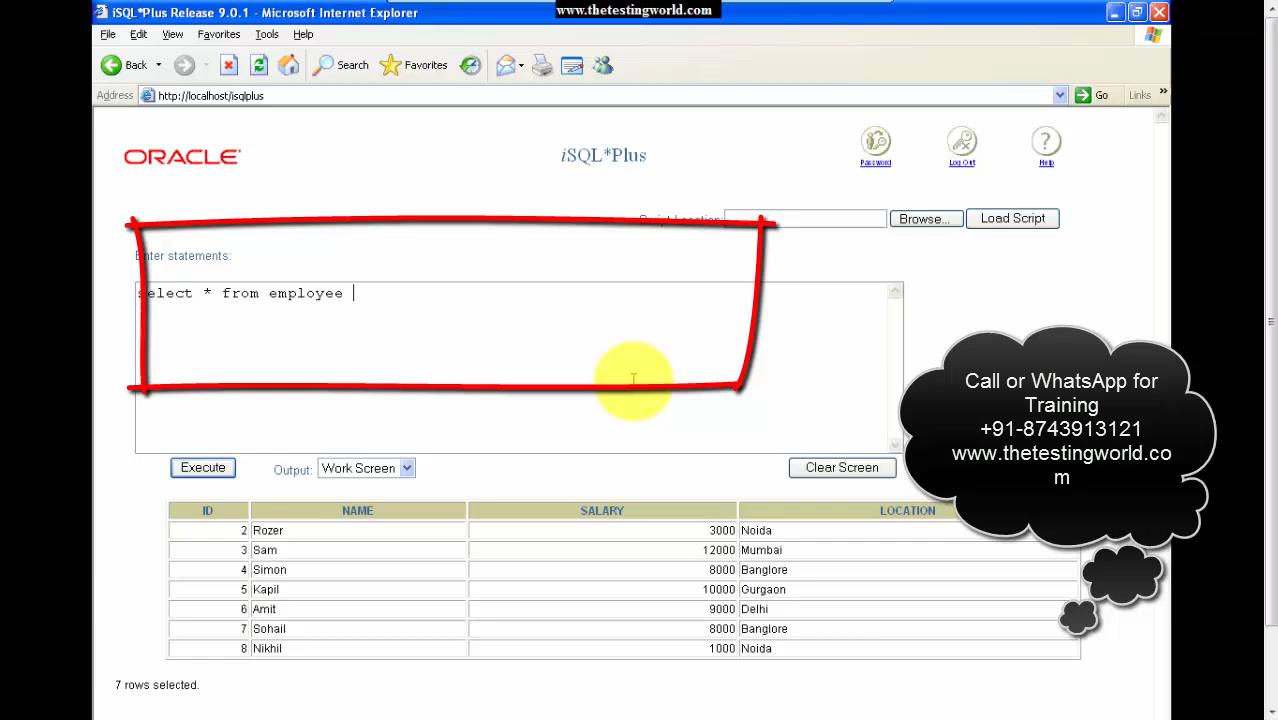 www.thetestingworld.com
iSQL*Plus Release 9.0.1 - Microsoft Internet Explorer
File Edit View Favorites Tools Help
Back Search Favorites
Address http://localhost/isqlplus Go Links »
ORACLE
iSQL*Plus
Password Log Out Help
Script Location: Browse... Load Script
Enter statements:
select * from employee
Execute Output: Work Screen Clear Screen
ID NAME SALARY LOCATION
2 Rozer 3000 Noida
3 Sam 12000 Mumbai
4 Simon 8000 Banglore
5 Kapil 10000 Gurgaon
6 Amit 9000 Delhi
7 Sohail 8000 Banglore
8 Nikhil 1000 Noida
7 rows selected.
Call or WhatsApp for
Training
+91-8743913121
www.thetestingworld.co
m